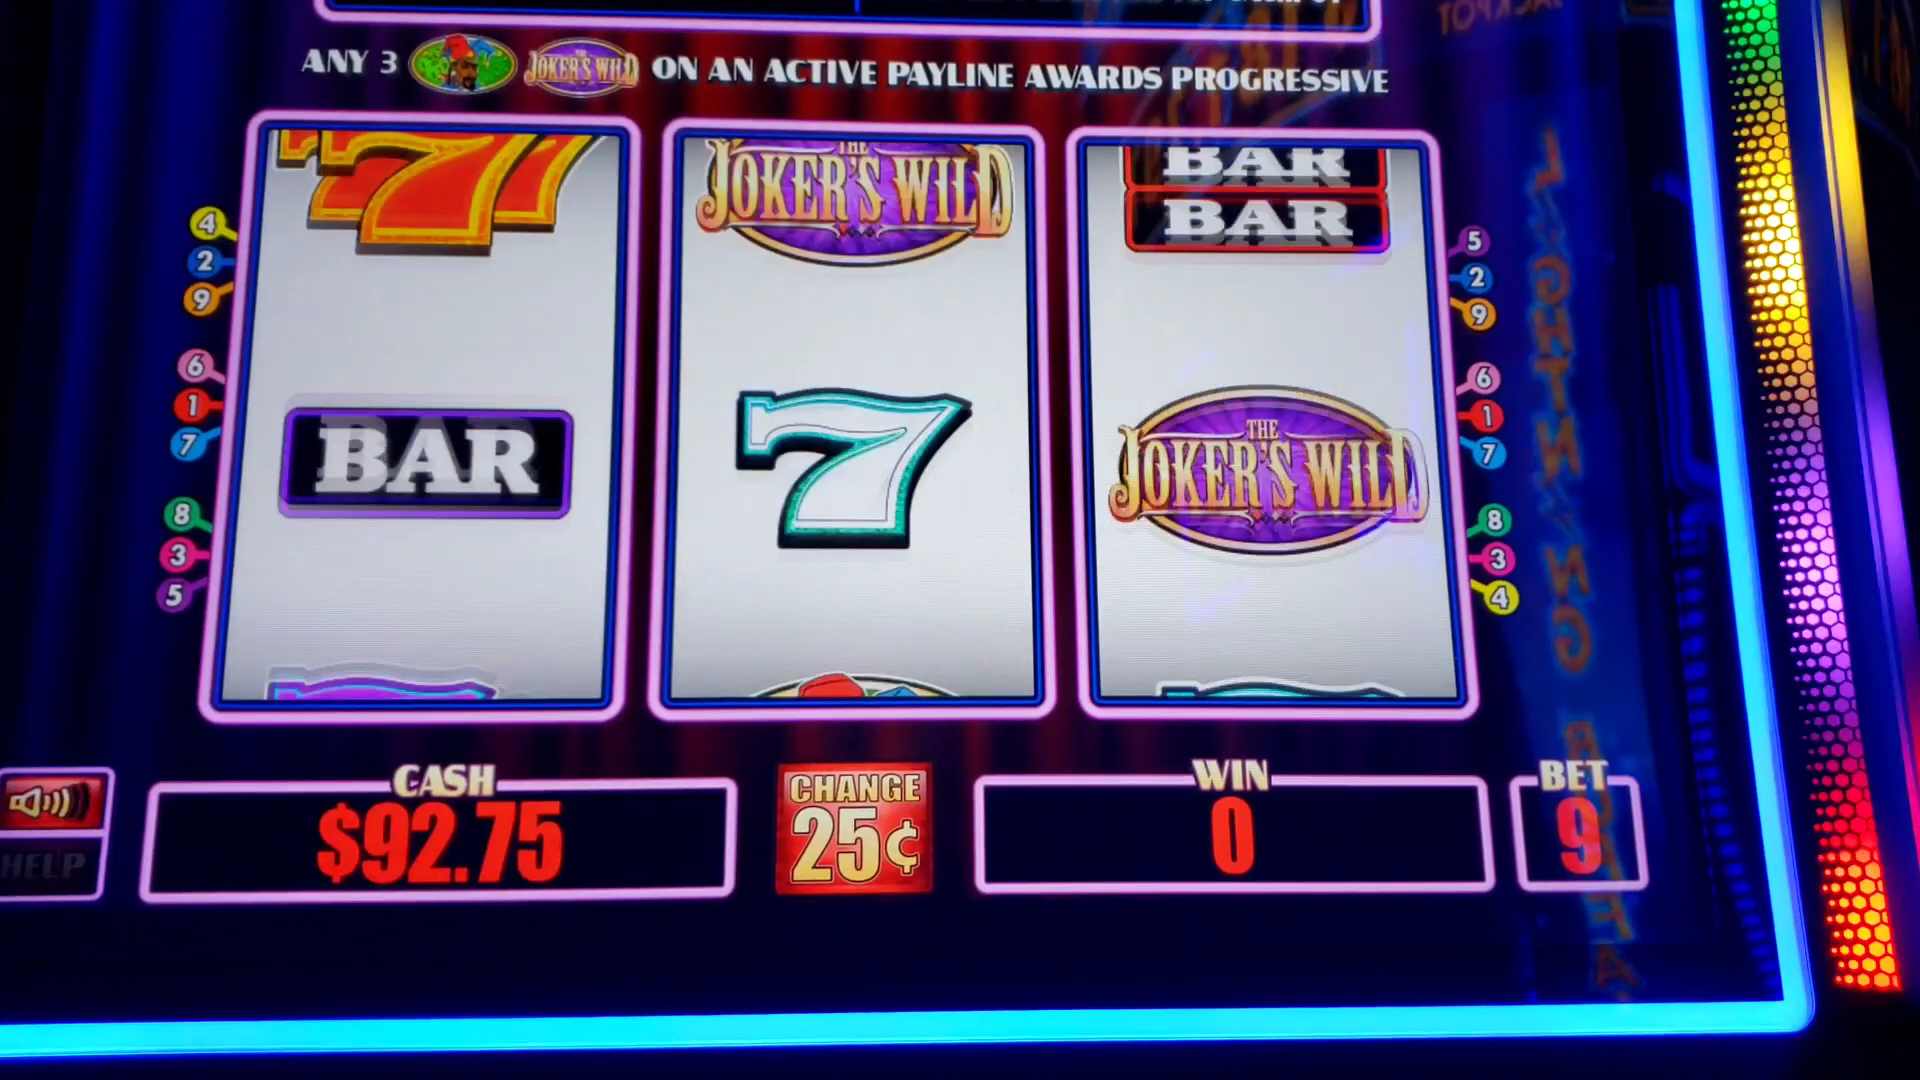 ANY 3 THE JOKER'S WILD ON AN ACTIVE PAYLINE AWARDS PROGRESSIVE
777 THE JOKER'S WILD BAR
BAR
4 5
2 2
9 9
6 6
1 1
7 7
BAR 7 THE JOKER'S WILD
8 8
3 3
5 4
CASH CHANGE WIN BET
$92.75 25¢ 0 9
HELP